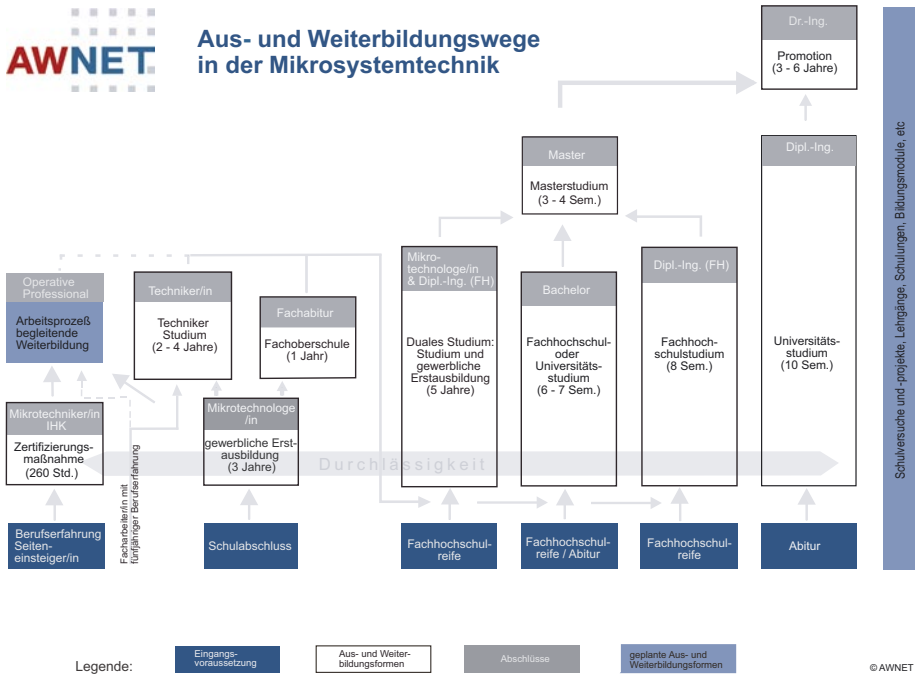 AWNET
Aus- und Weiterbildungswege
in der Mikrosystemtechnik
Dr.-Ing.
Promotion
(3 - 6 Jahre)
Master
Masterstudium
(3 - 4 Sem.)
Dipl.-Ing.
Universitäts-
studium
(10 Sem.)
Operative
Professional
Arbeitsprozeß
begleitende
Weiterbildung
Techniker/in
Techniker
Studium
(2 - 4 Jahre)
Fachabitur
Fachoberschule
(1 Jahr)
Mikro-
technologe/in
& Dipl.-Ing. (FH)
Duales Studium:
Studium und
gewerbliche
Erstausbildung
(5 Jahre)
Bachelor
Fachhochschul-
oder
Universitäts-
studium
(6 - 7 Sem.)
Dipl.-Ing. (FH)
Fachhoch-
schulstudium
(8 Sem.)
Mikrotechniker/in
IHK
Zertifizierungs-
maßnahme
(260 Std.)
Mikrotechnologe
/in
gewerbliche Erst-
ausbildung
(3 Jahre)
Durchlässigkeit
Facharbeiter/in mit
fünfjähriger Berufserfahrung
Berufserfahrung
Seiten-
einsteiger/in
Schulabschluss
Fachhochschul-
reife
Fachhochschul-
reife / Abitur
Fachhochschul-
reife
Abitur
Schulversuche und -projekte, Lehrgänge, Schulungen, Bildungsmodule, etc
Legende:
Eingangs-
voraussetzung
Aus- und Weiter-
bildungsformen
Abschlüsse
geplante Aus- und
Weiterbildungsformen
© AWNET